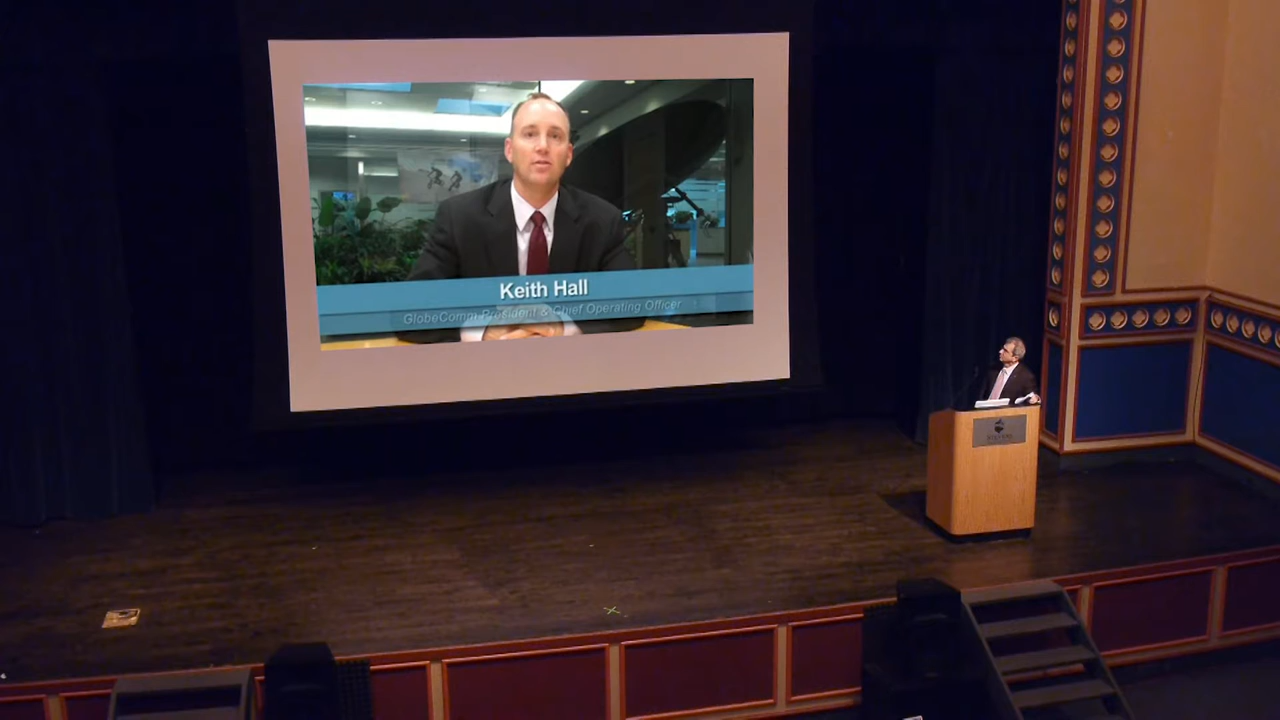 Keith Hall
GlobeComm President & Chief Operating Officer